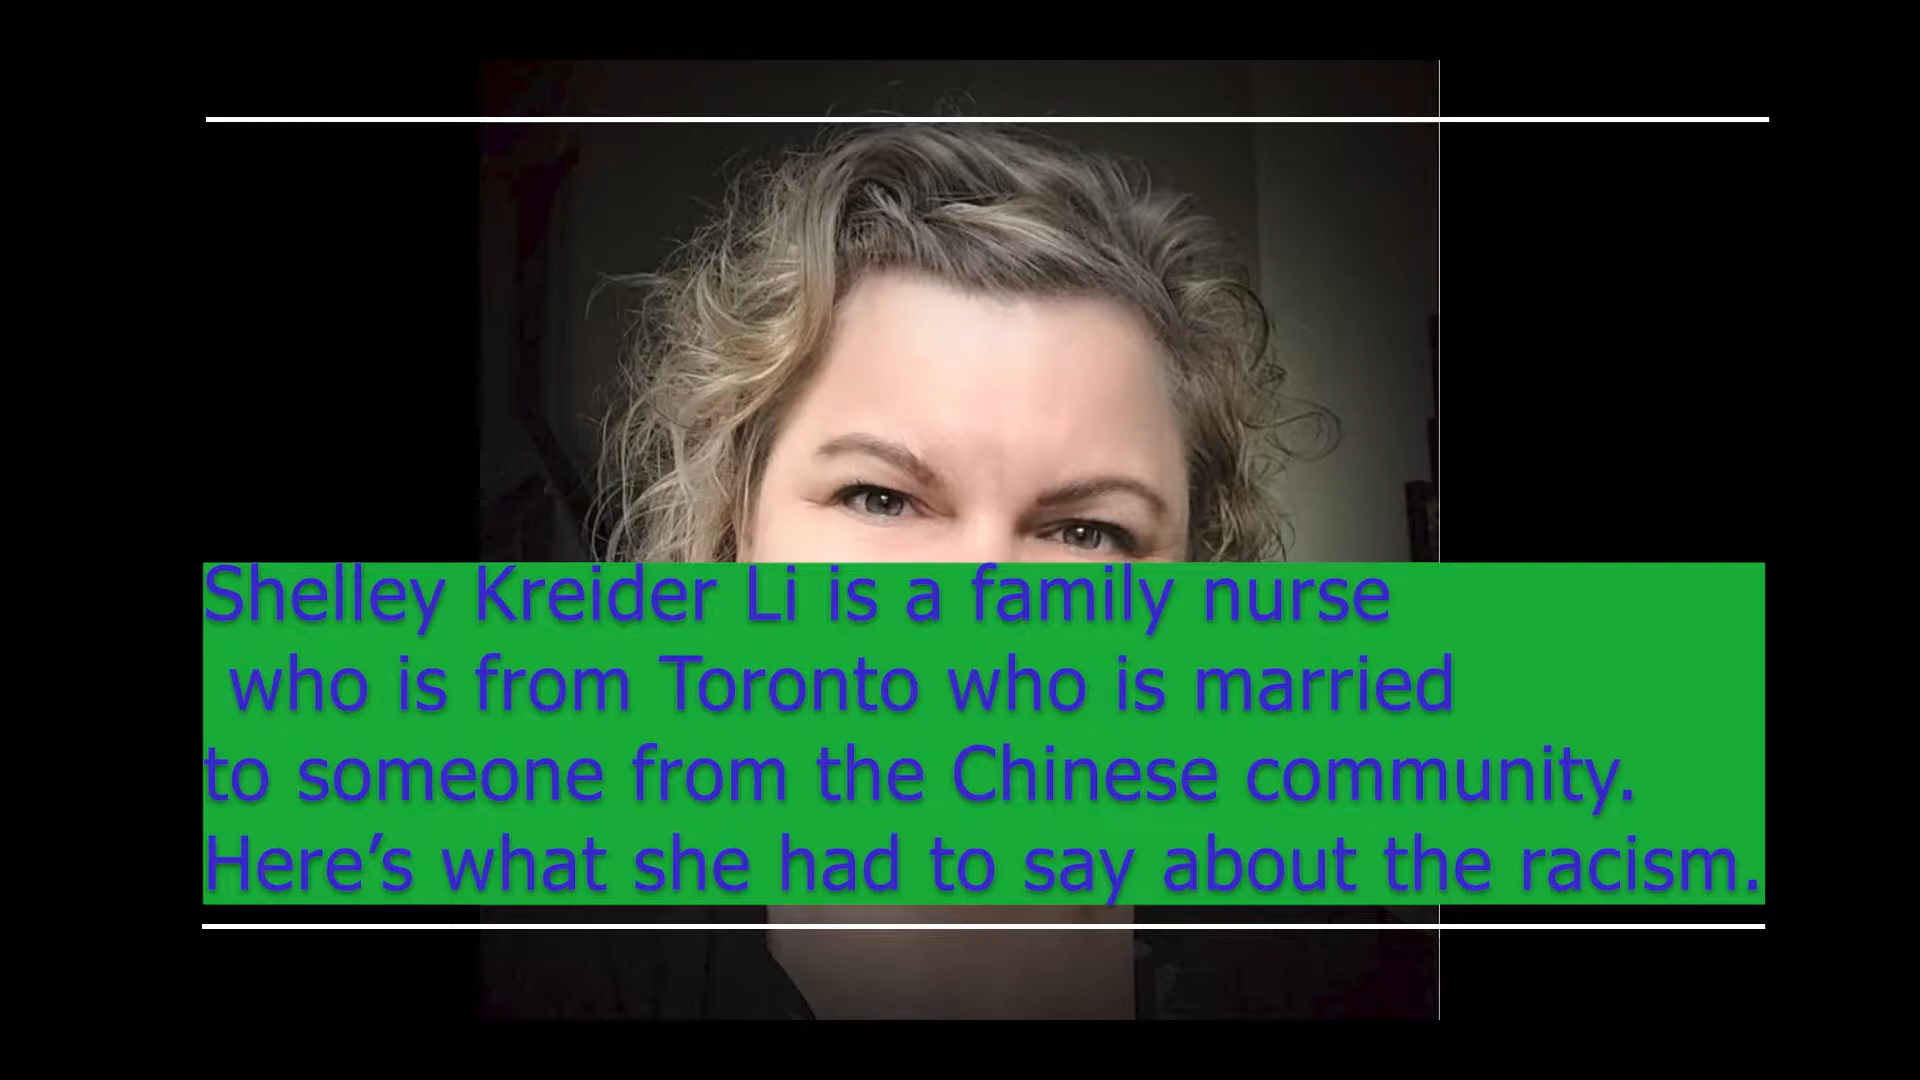 Shelley Kreider Li is a family nurse
who is from Toronto who is married
to someone from the Chinese community.
Here’s what she had to say about the racism.